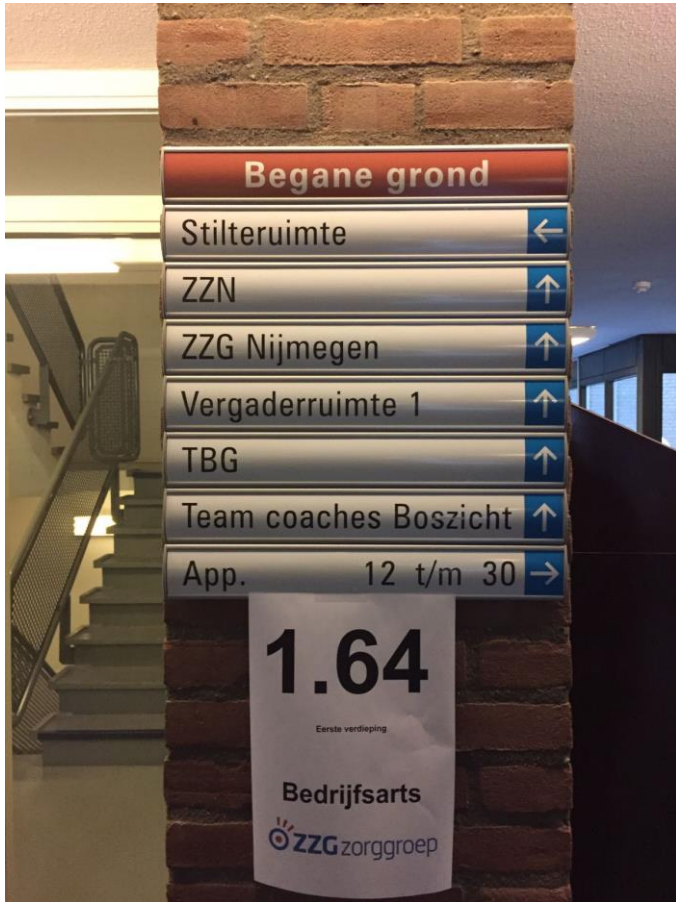 Begane grond
Stilteruimte ←
ZZN ↑
ZZG Nijmegen ↑
Vergaderruimte 1 ↑
TBG ↑
Team coaches Boszicht ↑
App. 12 t/m 30 →
1.64
Eerste verdieping
Bedrijfsarts
ZZG zorggroep